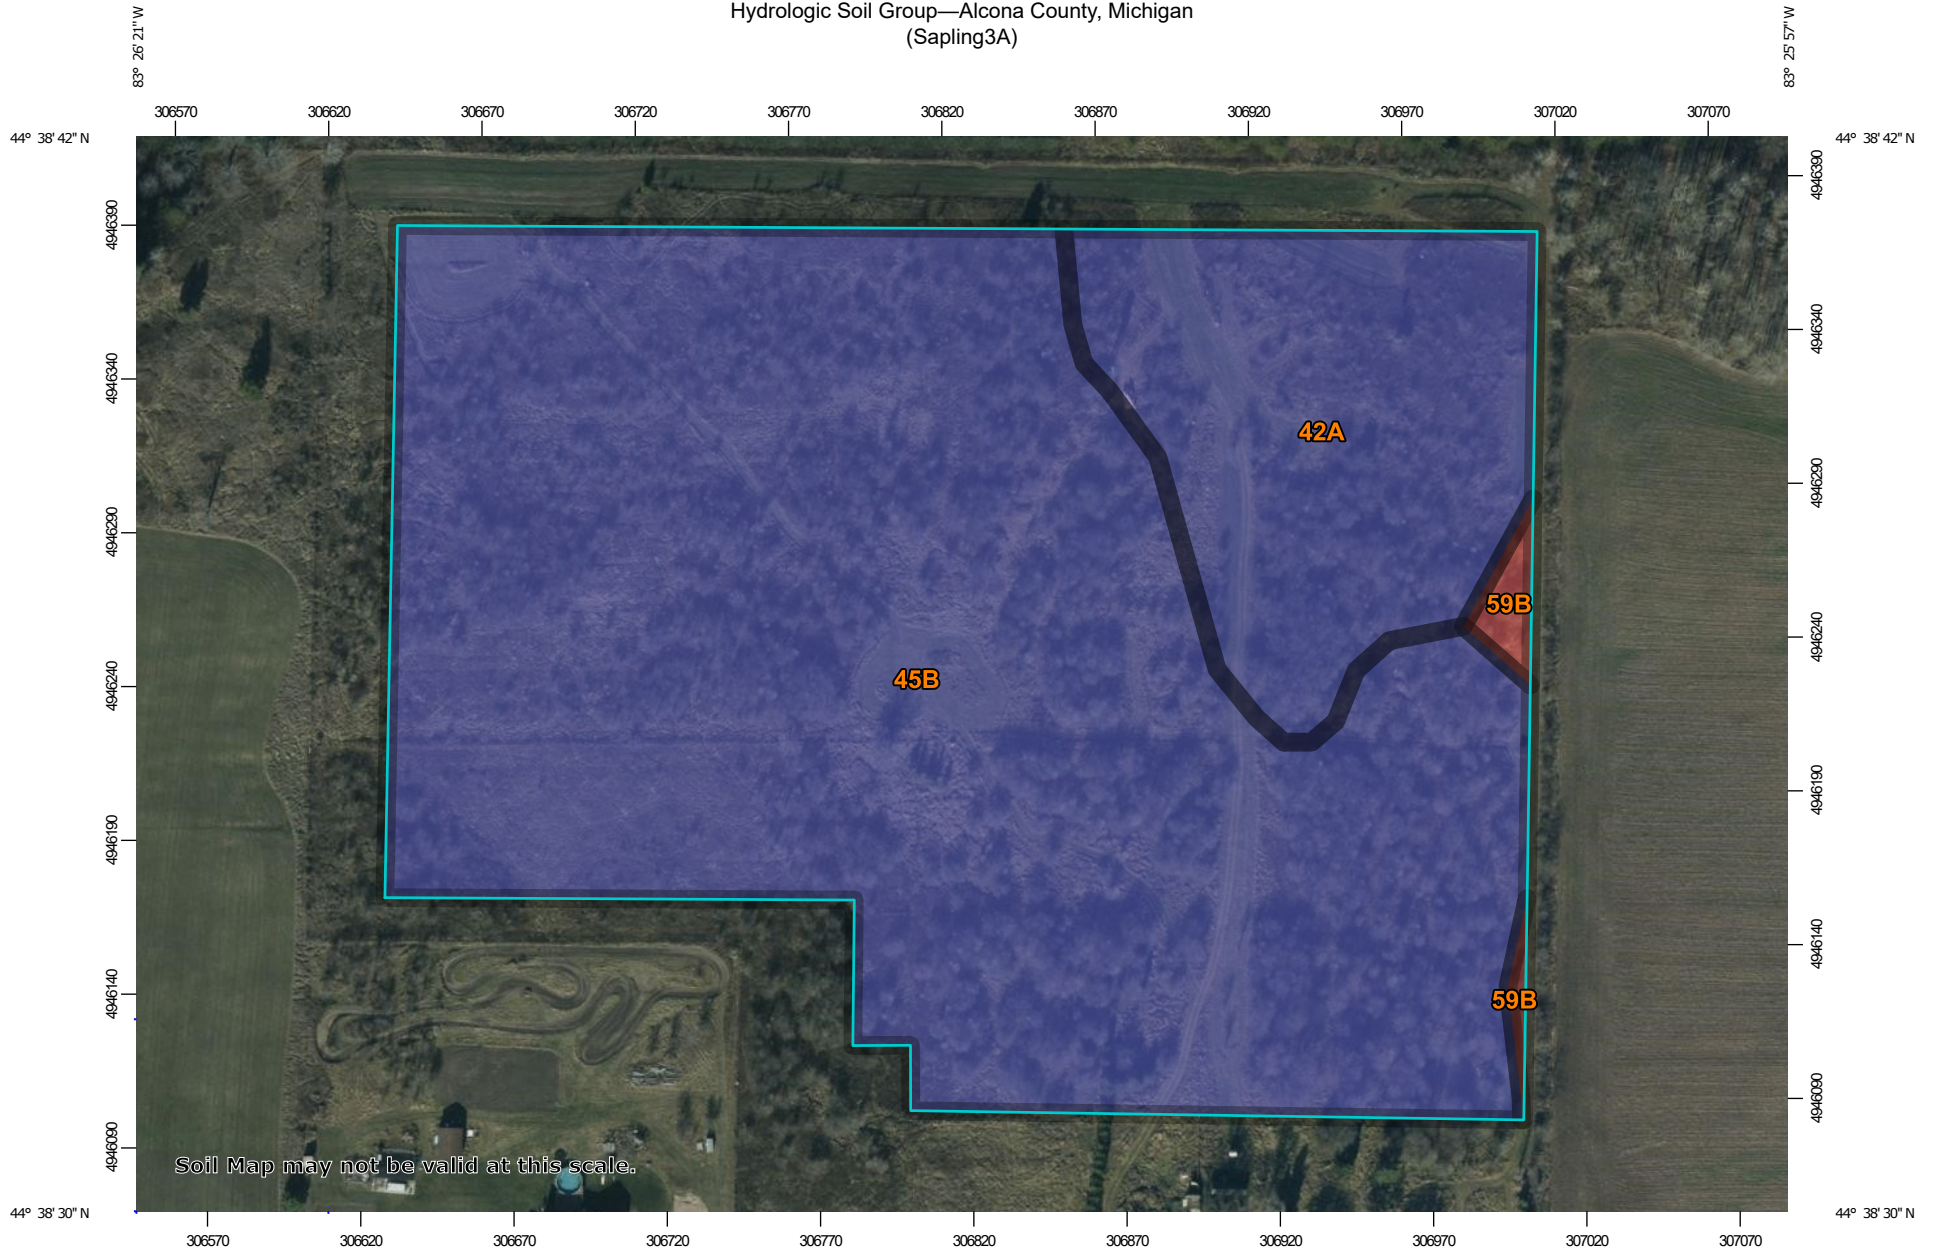 Hydrologic Soil Group—Alcona County, Michigan
(Sapling3A)
83° 26' 21" W
83° 25' 57" W
306570 306620 306670 306720 306770 306820 306870 306920 306970 307020 307070
44° 38' 42" N
44° 38' 42" N
4946390
4946390
4946340
4946340
42A
4946290
4946290
59B
4946240
4946240
45B
4946190
4946190
4946140
4946140
59B
4946090
4946090
Soil Map may not be valid at this scale.
44° 38' 30" N
44° 38' 30" N
306570 306620 306670 306720 306770 306820 306870 306920 306970 307020 307070